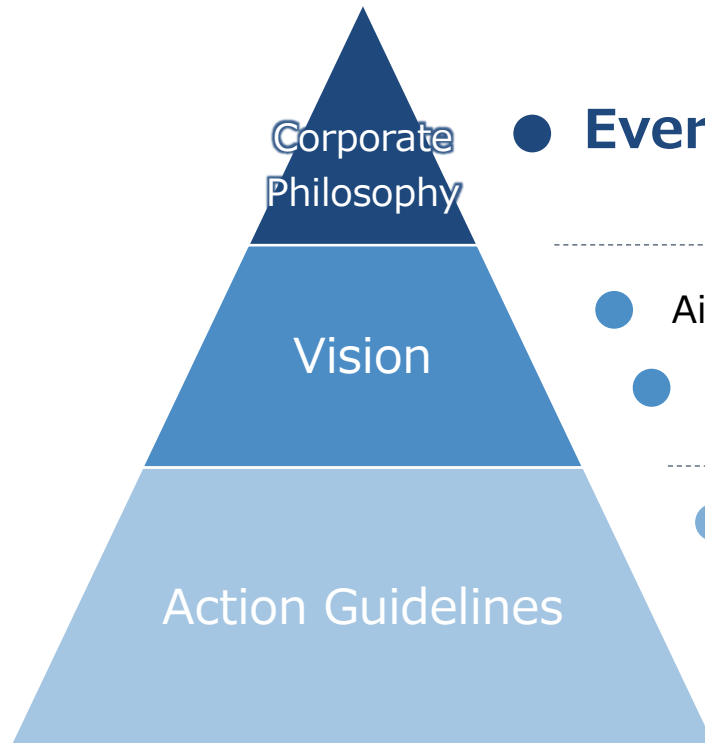 Corporate
Philosophy
● Ever
● Ai
Vision
Action Guidelines